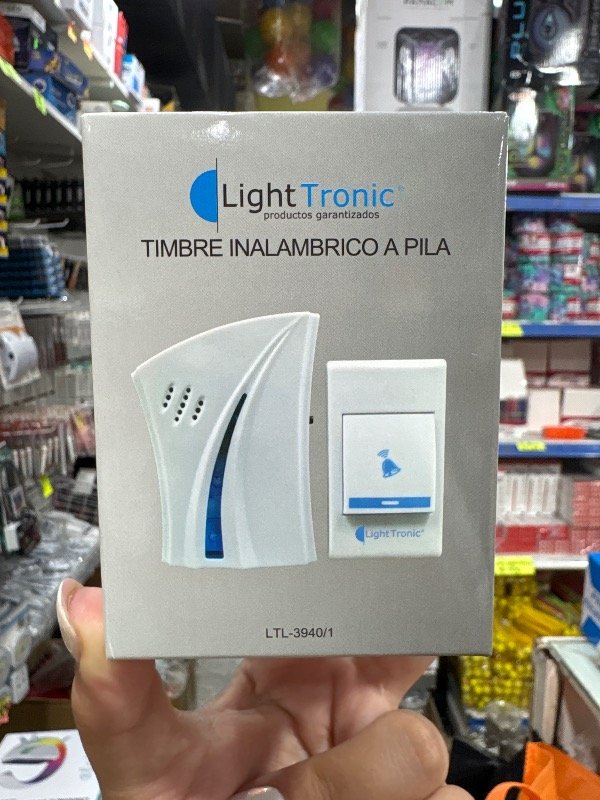 Light Tronic®
productos garantizados
TIMBRE INALAMBRICO A PILA
Light Tronic®
LTL-3940/1